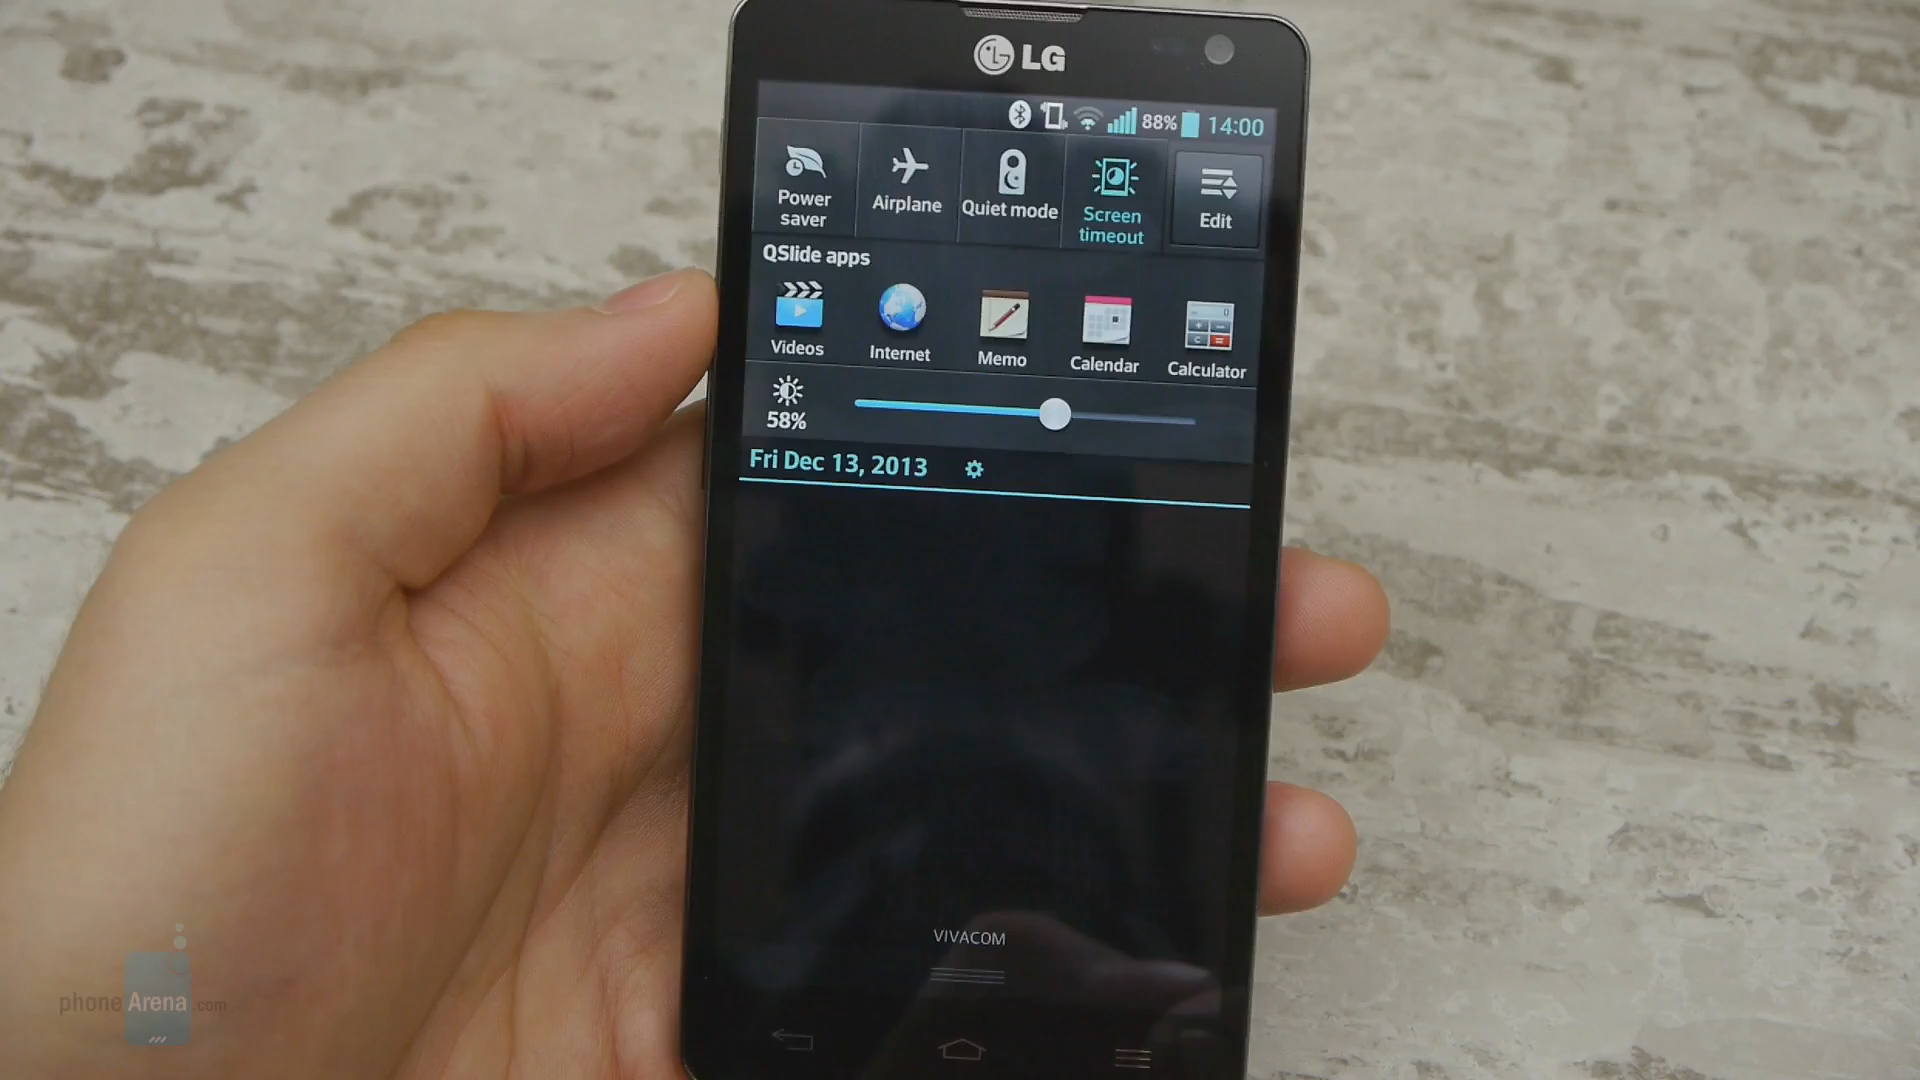 LG
88% 14:00
Power saver
Airplane
Quiet mode
Screen timeout
Edit
QSlide apps
Videos
Internet
Memo
Calendar
Calculator
58%
Fri Dec 13, 2013
VIVACOM
phoneArena.com